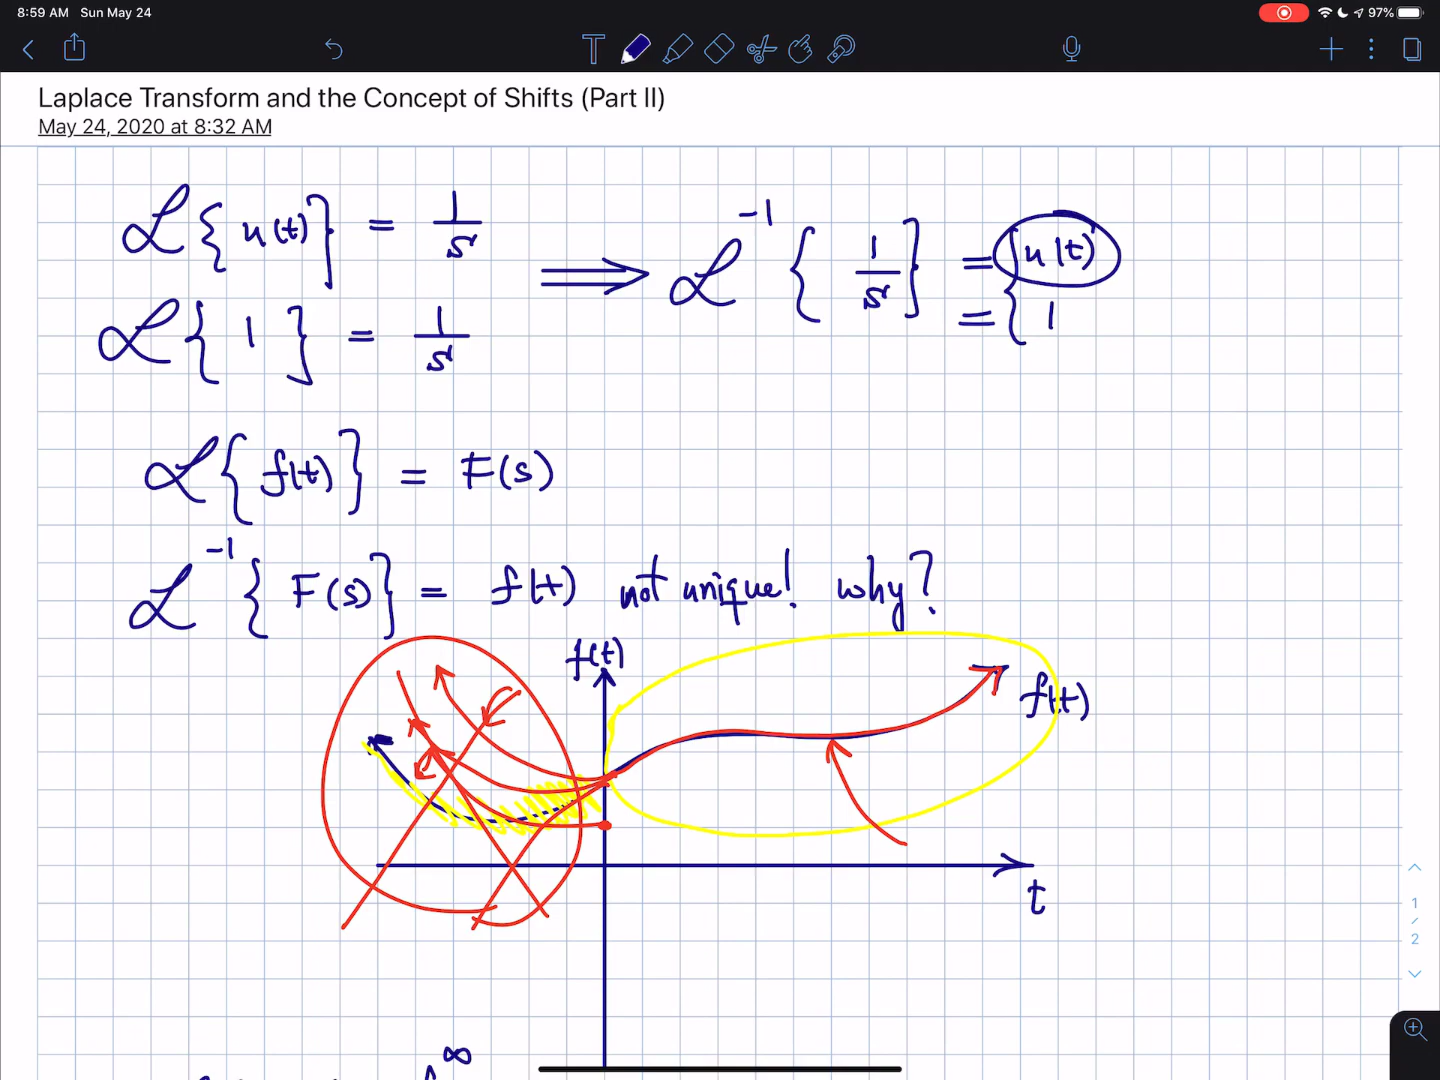 8:59 AM Sun May 24 97%
Laplace Transform and the Concept of Shifts (Part II)
May 24, 2020 at 8:32 AM
ℒ{u(t)} = 1/s ⟹ ℒ⁻¹{1/s} = {u(t)
ℒ{1} = 1/s = {1
ℒ{f(t)} = F(s)
ℒ⁻¹{F(s)} = f(t) not unique! why?
f(t)
f(t)
t
1
/
2
∞